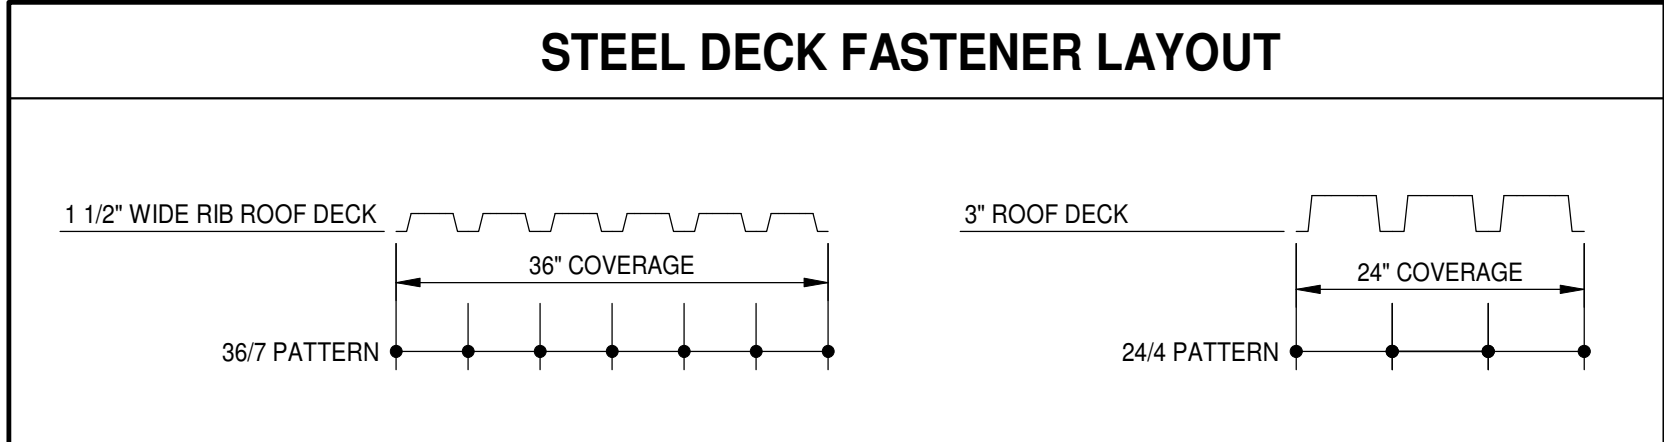 STEEL DECK FASTENER LAYOUT
1 1/2" WIDE RIB ROOF DECK
36" COVERAGE
36/7 PATTERN
3" ROOF DECK
24" COVERAGE
24/4 PATTERN